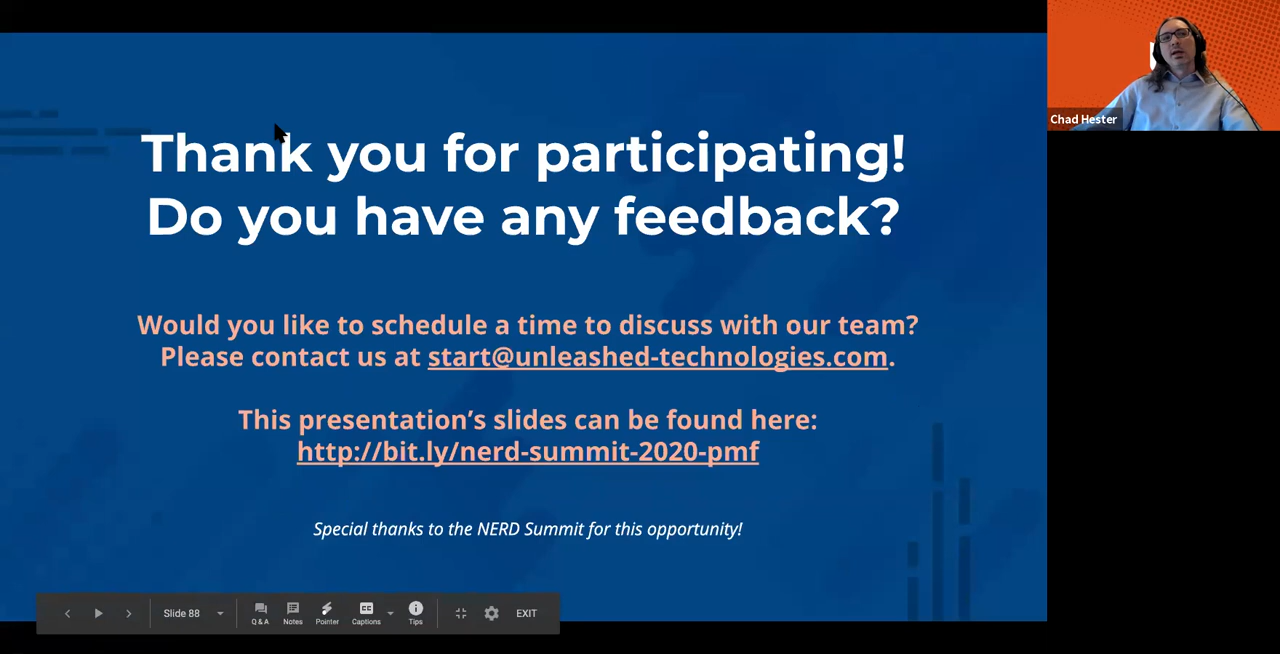 Thank you for participating!
Do you have any feedback?
Would you like to schedule a time to discuss with our team?
Please contact us at start@unleashed-technologies.com.
This presentation's slides can be found here:
http://bit.ly/nerd-summit-2020-pmf
Special thanks to the NERD Summit for this opportunity!
Chad Hester
Slide 88
Q & A
Notes
Pointer
CC
Captions
Tips
EXIT